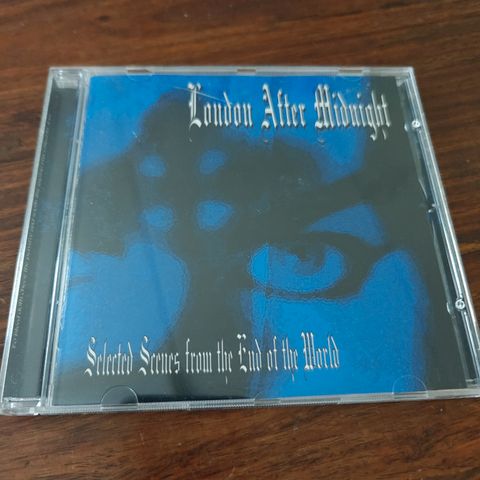 London After Midnight
Selected Scenes from the End of the World